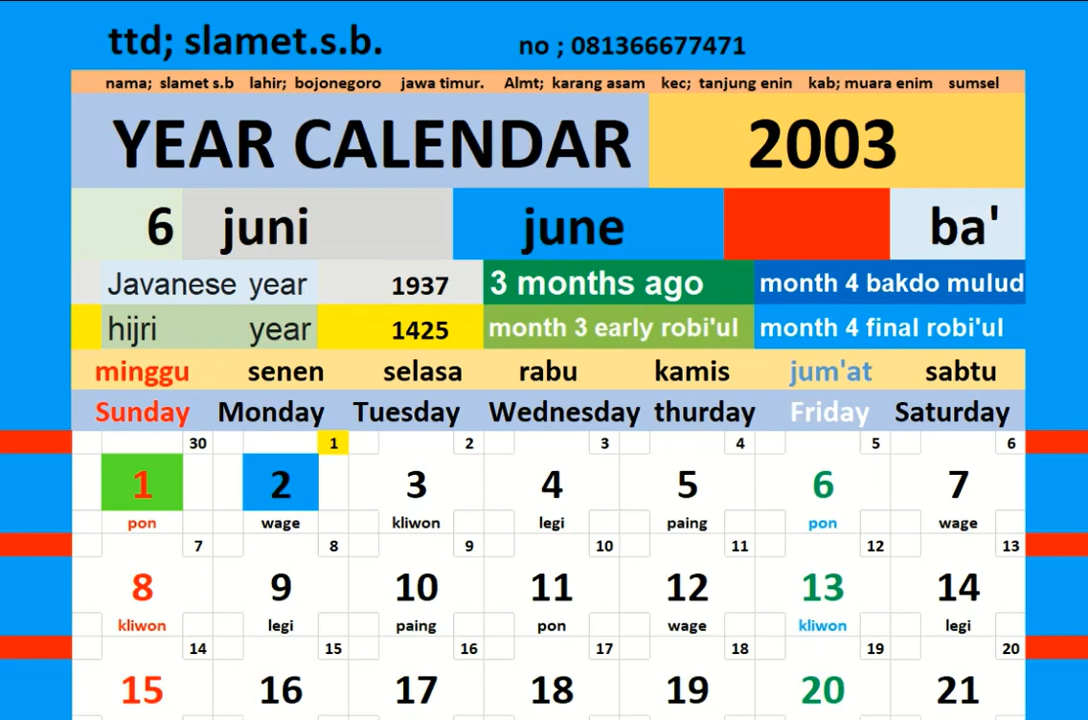 ttd; slamet.s.b. no ; 081366677471
nama; slamet s.b lahir; bojonegoro jawa timur. Almt; karang asam kec; tanjung enin kab; muara enim sumsel
YEAR CALENDAR 2003
6 juni june ba'
Javanese year 1937 3 months ago month 4 bakdo mulud
hijri year 1425 month 3 early robi'ul month 4 final robi'ul
minggu senen selasa rabu kamis jum'at sabtu
Sunday Monday Tuesday Wednesday thurday Friday Saturday
30 1 2 3 4 5 6
1 2 3 4 5 6 7
pon wage kliwon legi paing pon wage
7 8 9 10 11 12 13
8 9 10 11 12 13 14
kliwon legi paing pon wage kliwon legi
14 15 16 17 18 19 20
15 16 17 18 19 20 21